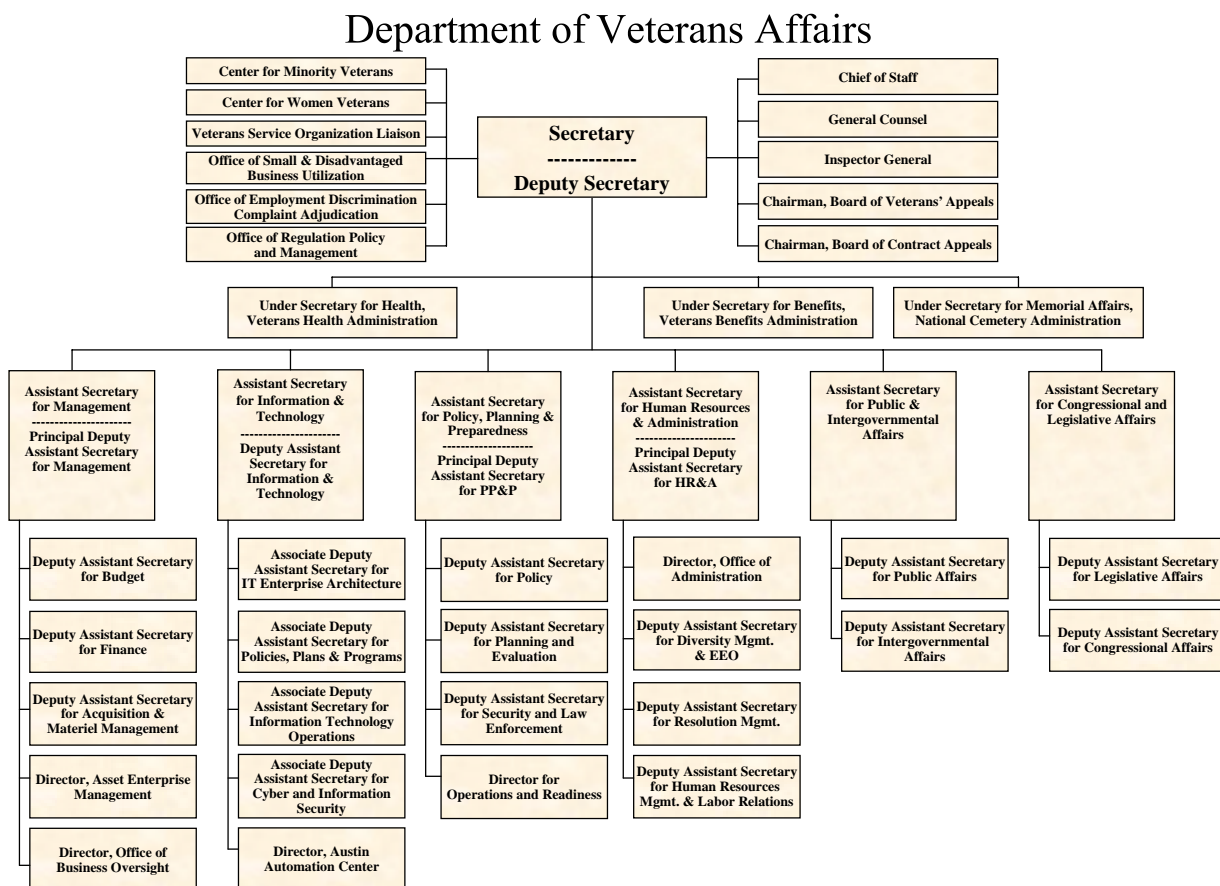 Department of Veterans Affairs
Center for Minority Veterans
Center for Women Veterans
Veterans Service Organization Liaison
Office of Small & Disadvantaged
Business Utilization
Office of Employment Discrimination
Complaint Adjudication
Office of Regulation Policy
and Management
Secretary
-------------
Deputy Secretary
Chief of Staff
General Counsel
Inspector General
Chairman, Board of Veterans’ Appeals
Chairman, Board of Contract Appeals
Under Secretary for Health,
Veterans Health Administration
Under Secretary for Benefits,
Veterans Benefits Administration
Under Secretary for Memorial Affairs,
National Cemetery Administration
Assistant Secretary
for Management
----------------------
Principal Deputy
Assistant Secretary
for Management
Assistant Secretary
for Information &
Technology
----------------------
Deputy Assistant
Secretary for
Information &
Technology
Assistant Secretary
for Policy, Planning &
Preparedness
-------------------
Principal Deputy
Assistant Secretary
for PP&P
Assistant Secretary
for Human Resources
& Administration
---------------------
Principal Deputy
Assistant Secretary
for HR&A
Assistant Secretary
for Public &
Intergovernmental
Affairs
Assistant Secretary
for Congressional and
Legislative Affairs
Deputy Assistant Secretary
for Budget
Deputy Assistant Secretary
for Finance
Deputy Assistant Secretary
for Acquisition &
Materiel Management
Director, Asset Enterprise
Management
Director, Office of
Business Oversight
Associate Deputy
Assistant Secretary for
IT Enterprise Architecture
Associate Deputy
Assistant Secretary for
Policies, Plans & Programs
Associate Deputy
Assistant Secretary for
Information Technology
Operations
Associate Deputy
Assistant Secretary for
Cyber and Information
Security
Director, Austin
Automation Center
Deputy Assistant Secretary
for Policy
Deputy Assistant Secretary
for Planning and
Evaluation
Deputy Assistant Secretary
for Security and Law
Enforcement
Director for
Operations and Readiness
Director, Office of
Administration
Deputy Assistant Secretary
for Diversity Mgmt.
& EEO
Deputy Assistant Secretary
for Resolution Mgmt.
Deputy Assistant Secretary
for Human Resources
Mgmt. & Labor Relations
Deputy Assistant Secretary
for Public Affairs
Deputy Assistant Secretary
for Intergovernmental
Affairs
Deputy Assistant Secretary
for Legislative Affairs
Deputy Assistant Secretary
for Congressional Affairs